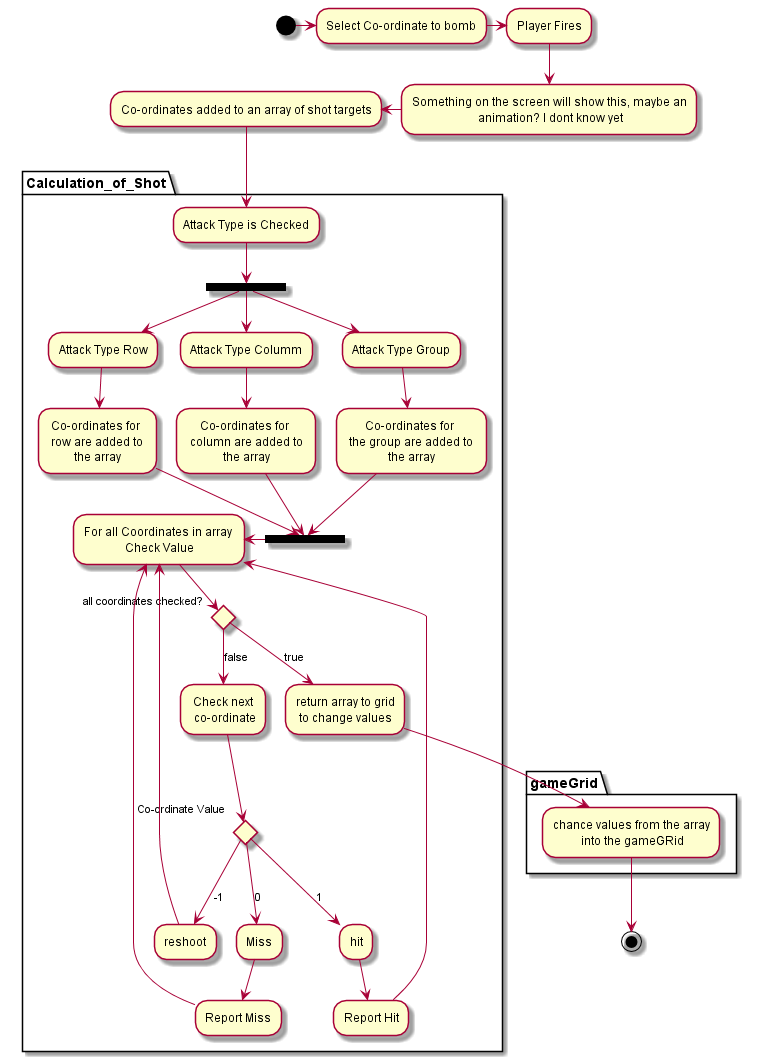 Select Co-ordinate to bomb
Player Fires
Something on the screen will show this, maybe an
animation? I dont know yet
Co-ordinates added to an array of shot targets
Calculation_of_Shot
Attack Type is Checked
Attack Type Row
Attack Type Columm
Attack Type Group
Co-ordinates for
row are added to
the array
Co-ordinates for
column are added to
the array
Co-ordinates for
the group are added to
the array
For all Coordinates in array
Check Value
all coordinates checked?
false
true
Check next
co-ordinate
return array to grid
to change values
gameGrid
chance values from the array
into the gameGRid
Co-ordinate Value
-1
0
1
reshoot
Miss
hit
Report Miss
Report Hit